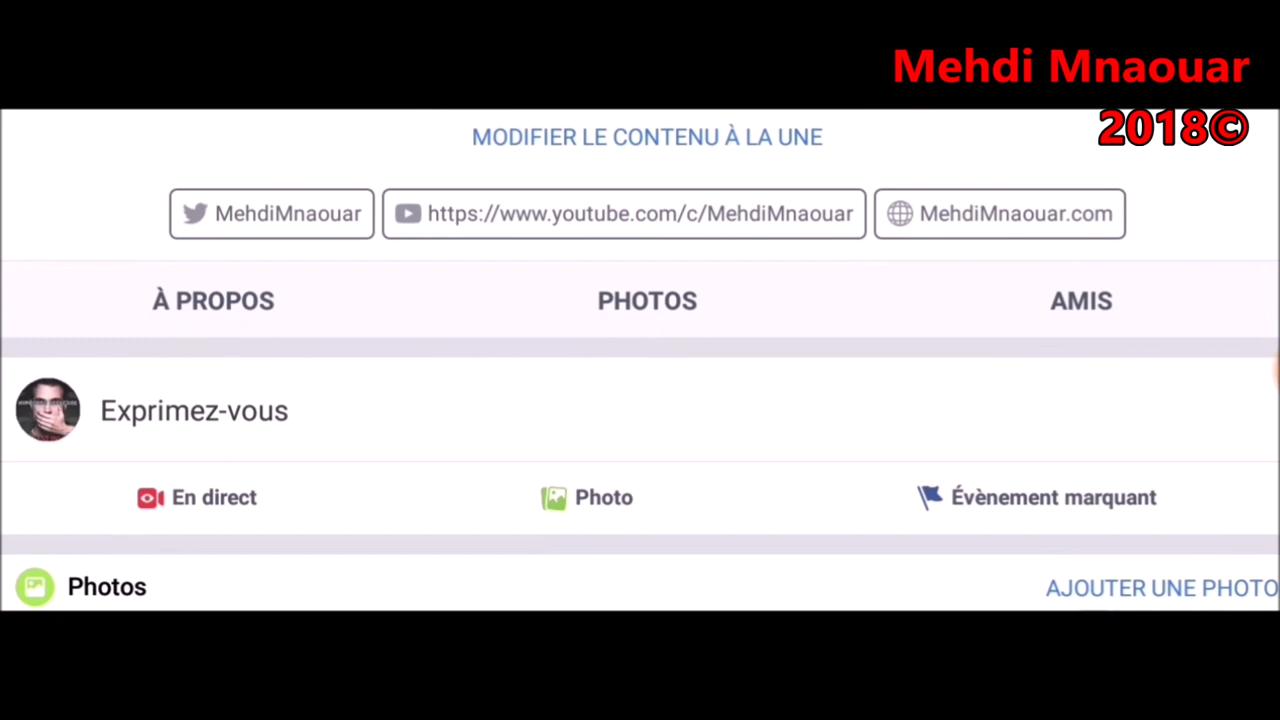 Mehdi Mnaouar
2018©
MODIFIER LE CONTENU À LA UNE
MehdiMnaouar https://www.youtube.com/c/MehdiMnaouar MehdiMnaouar.com
À PROPOS PHOTOS AMIS
Exprimez-vous
En direct Photo Évènement marquant
Photos AJOUTER UNE PHOTO